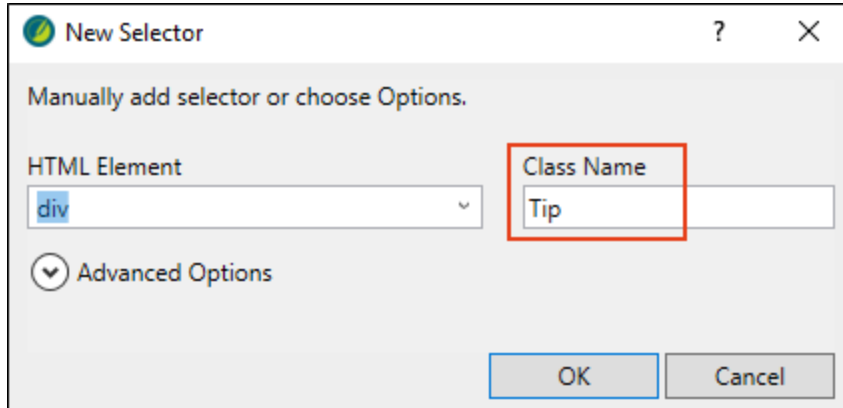 New Selector
Manually add selector or choose Options.
HTML Element
Class Name
div
Tip
Advanced Options
OK
Cancel